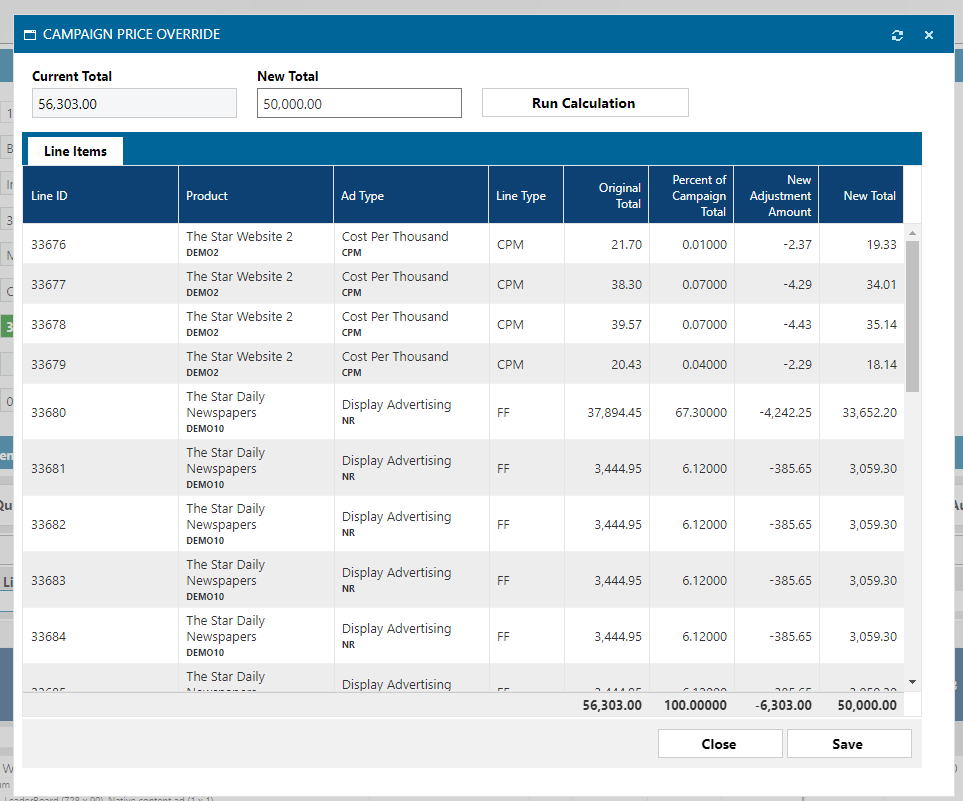 CAMPAIGN PRICE OVERRIDE
Current Total New Total
56,303.00 50,000.00 Run Calculation
Line Items
Line ID Product Ad Type Line Type Original Total Percent of Campaign Total New Adjustment Amount New Total
33676 The Star Website 2 DEMO2 Cost Per Thousand CPM CPM 21.70 0.01000 -2.37 19.33
33677 The Star Website 2 DEMO2 Cost Per Thousand CPM CPM 38.30 0.07000 -4.29 34.01
33678 The Star Website 2 DEMO2 Cost Per Thousand CPM CPM 39.57 0.07000 -4.43 35.14
33679 The Star Website 2 DEMO2 Cost Per Thousand CPM CPM 20.43 0.04000 -2.29 18.14
33680 The Star Daily Newspapers DEMO10 Display Advertising NR FF 37,894.45 67.30000 -4,242.25 33,652.20
33681 The Star Daily Newspapers DEMO10 Display Advertising NR FF 3,444.95 6.12000 -385.65 3,059.30
33682 The Star Daily Newspapers DEMO10 Display Advertising NR FF 3,444.95 6.12000 -385.65 3,059.30
33683 The Star Daily Newspapers DEMO10 Display Advertising NR FF 3,444.95 6.12000 -385.65 3,059.30
33684 The Star Daily Newspapers DEMO10 Display Advertising NR FF 3,444.95 6.12000 -385.65 3,059.30
The Star Daily Display Advertising
56,303.00 100.00000 -6,303.00 50,000.00
Close Save